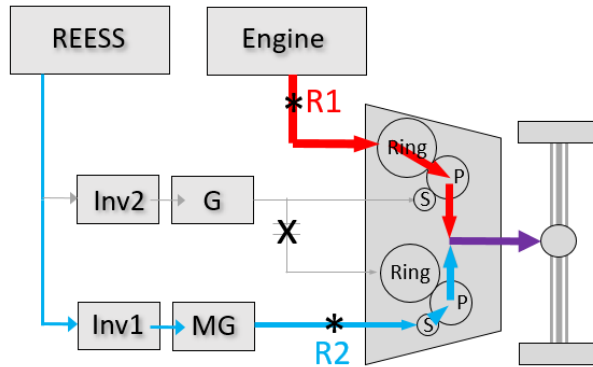 REESS
Engine
* R1
Ring
P
S
Inv2
G
X
Ring
P
S
Inv1
MG
*
R2